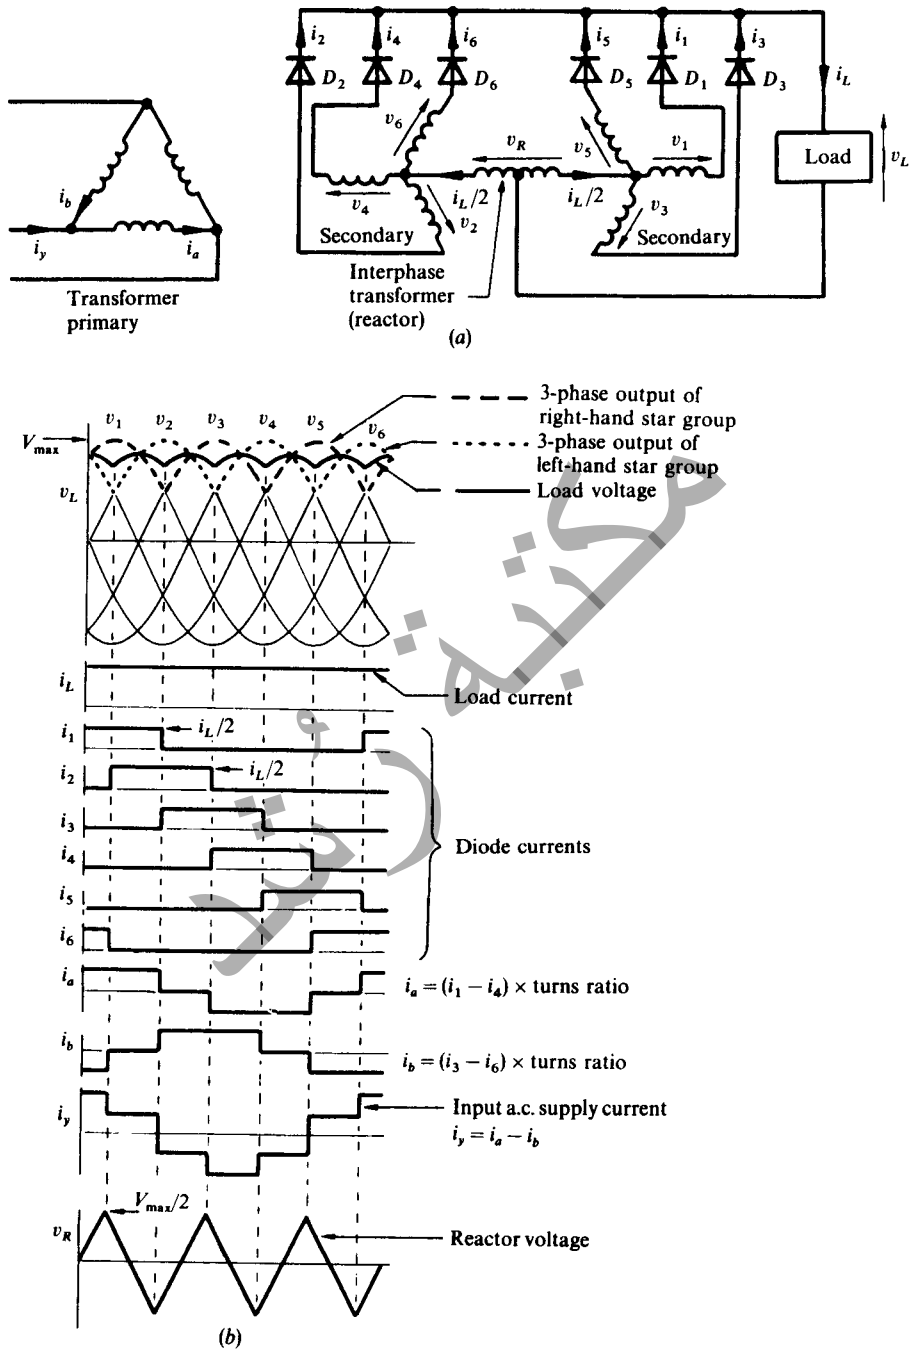 i2 i4 i6 i5 i1 i3
D2 D4 D6 D5 D1 D3
iL
v6 vR v5 v1
Load
vL
ib
iL/2 iL/2
v4 v2 v3
iy ia
Secondary Secondary
Transformer
primary
Interphase
transformer
(reactor)
(a)
v1 v2 v3 v4 v5 v6
Vmax
3-phase output of
right-hand star group
3-phase output of
left-hand star group
Load voltage
vL
iL
Load current
i1
iL/2
i2
iL/2
i3
i4
Diode currents
i5
i6
ia
ia = (i1 − i4) × turns ratio
ib
ib = (i3 − i6) × turns ratio
iy
Input a.c. supply current
iy = ia − ib
Vmax/2
vR
Reactor voltage
(b)
مكتبة رشد